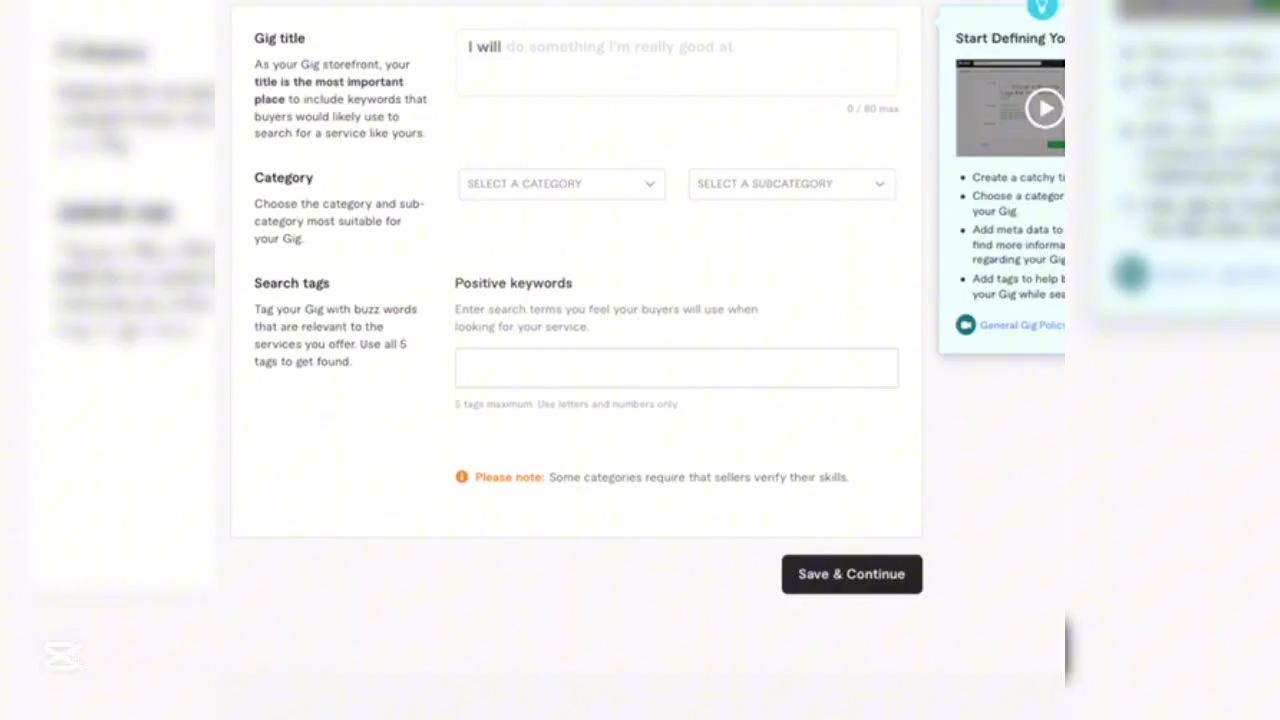 Gig title
As your Gig storefront, your
title is the most important
place to include keywords that
buyers would likely use to
search for a service like yours.
I will do something I'm really good at
0 / 80 max
Category
Choose the category and sub-
category most suitable for
your Gig.
SELECT A CATEGORY
SELECT A SUBCATEGORY
Search tags
Tag your Gig with buzz words
that are relevant to the
services you offer. Use all 5
tags to get found.
Positive keywords
Enter search terms you feel your buyers will use when
looking for your service.
5 tags maximum. Use letters and numbers only.
Please note: Some categories require that sellers verify their skills.
Save & Continue
Start Defining Yo
Create a catchy ti
Choose a categor
your Gig.
Add meta data to
find more informa
regarding your Gig
Add tags to help b
your Gig while sea
General Gig Polic